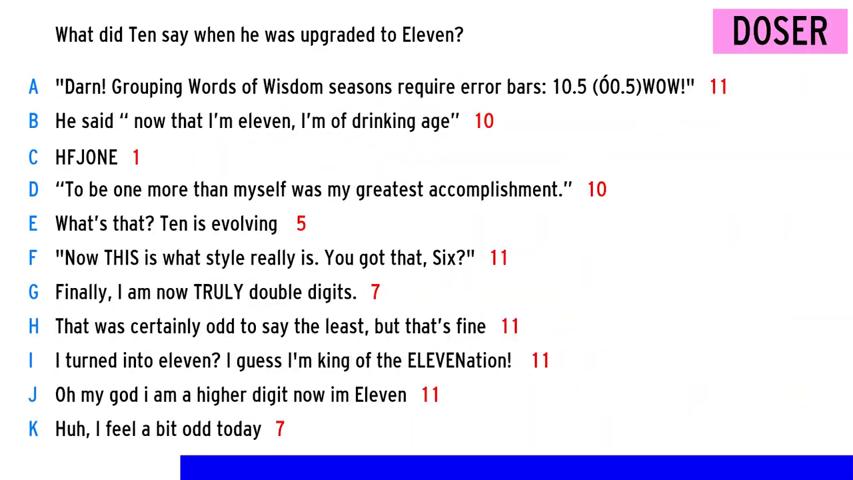 What did Ten say when he was upgraded to Eleven?
DOSER
A "Darn! Grouping Words of Wisdom seasons require error bars: 10.5 (Ó0.5)WOW!" 11
B He said “ now that I’m eleven, I’m of drinking age” 10
C HFJONE 1
D “To be one more than myself was my greatest accomplishment.” 10
E What’s that? Ten is evolving 5
F "Now THIS is what style really is. You got that, Six?" 11
G Finally, I am now TRULY double digits. 7
H That was certainly odd to say the least, but that’s fine 11
I I turned into eleven? I guess I'm king of the ELEVENation! 11
J Oh my god i am a higher digit now im Eleven 11
K Huh, I feel a bit odd today 7